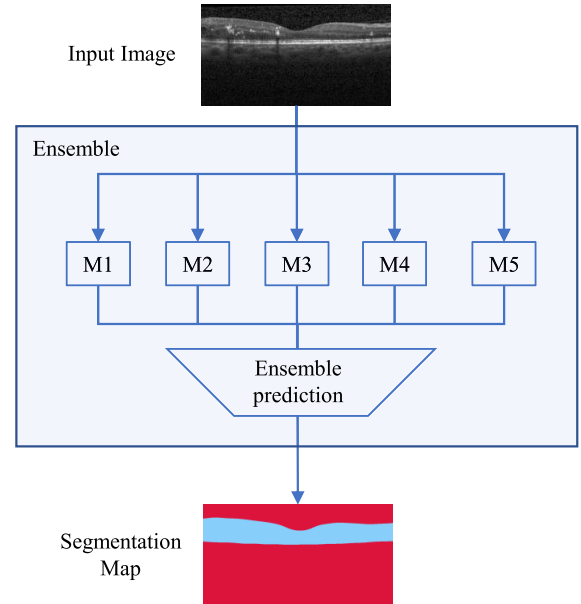 Input Image
Ensemble
M1 M2 M3 M4 M5
Ensemble
prediction
Segmentation
Map